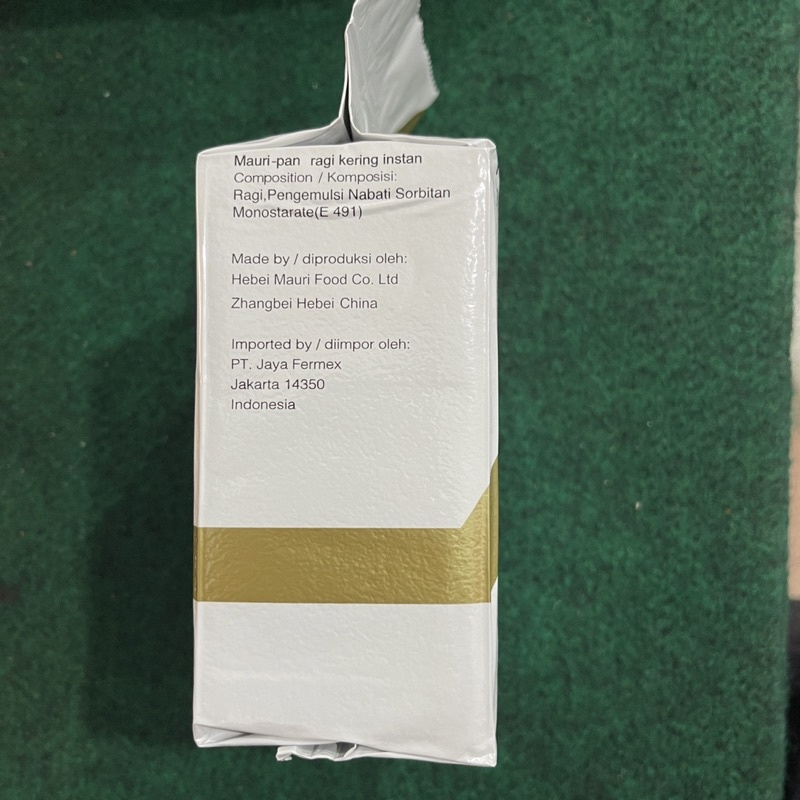 Mauri-pan ragi kering instan
Composition / Komposisi:
Ragi,Pengemulsi Nabati Sorbitan
Monostarate(E 491)
Made by / diproduksi oleh:
Hebei Mauri Food Co. Ltd
Zhangbei Hebei China
Imported by / diimpor oleh:
PT. Jaya Fermex
Jakarta 14350
Indonesia